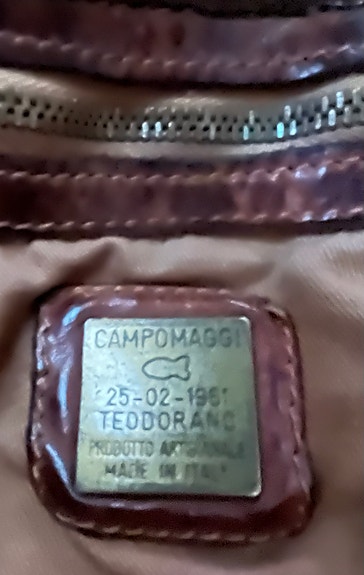 CAMPOMAGGI
25-02-1961
TEODORANO
PRODOTTO ARTIGIANALE
MADE IN ITALY